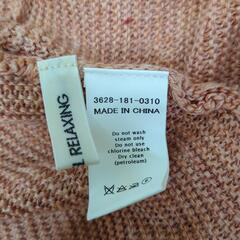 L RELAXING
3628-181-0310
MADE IN CHINA
Do not wash
steam only
Do not use
chlorine bleach
Dry clean
(petroleum)